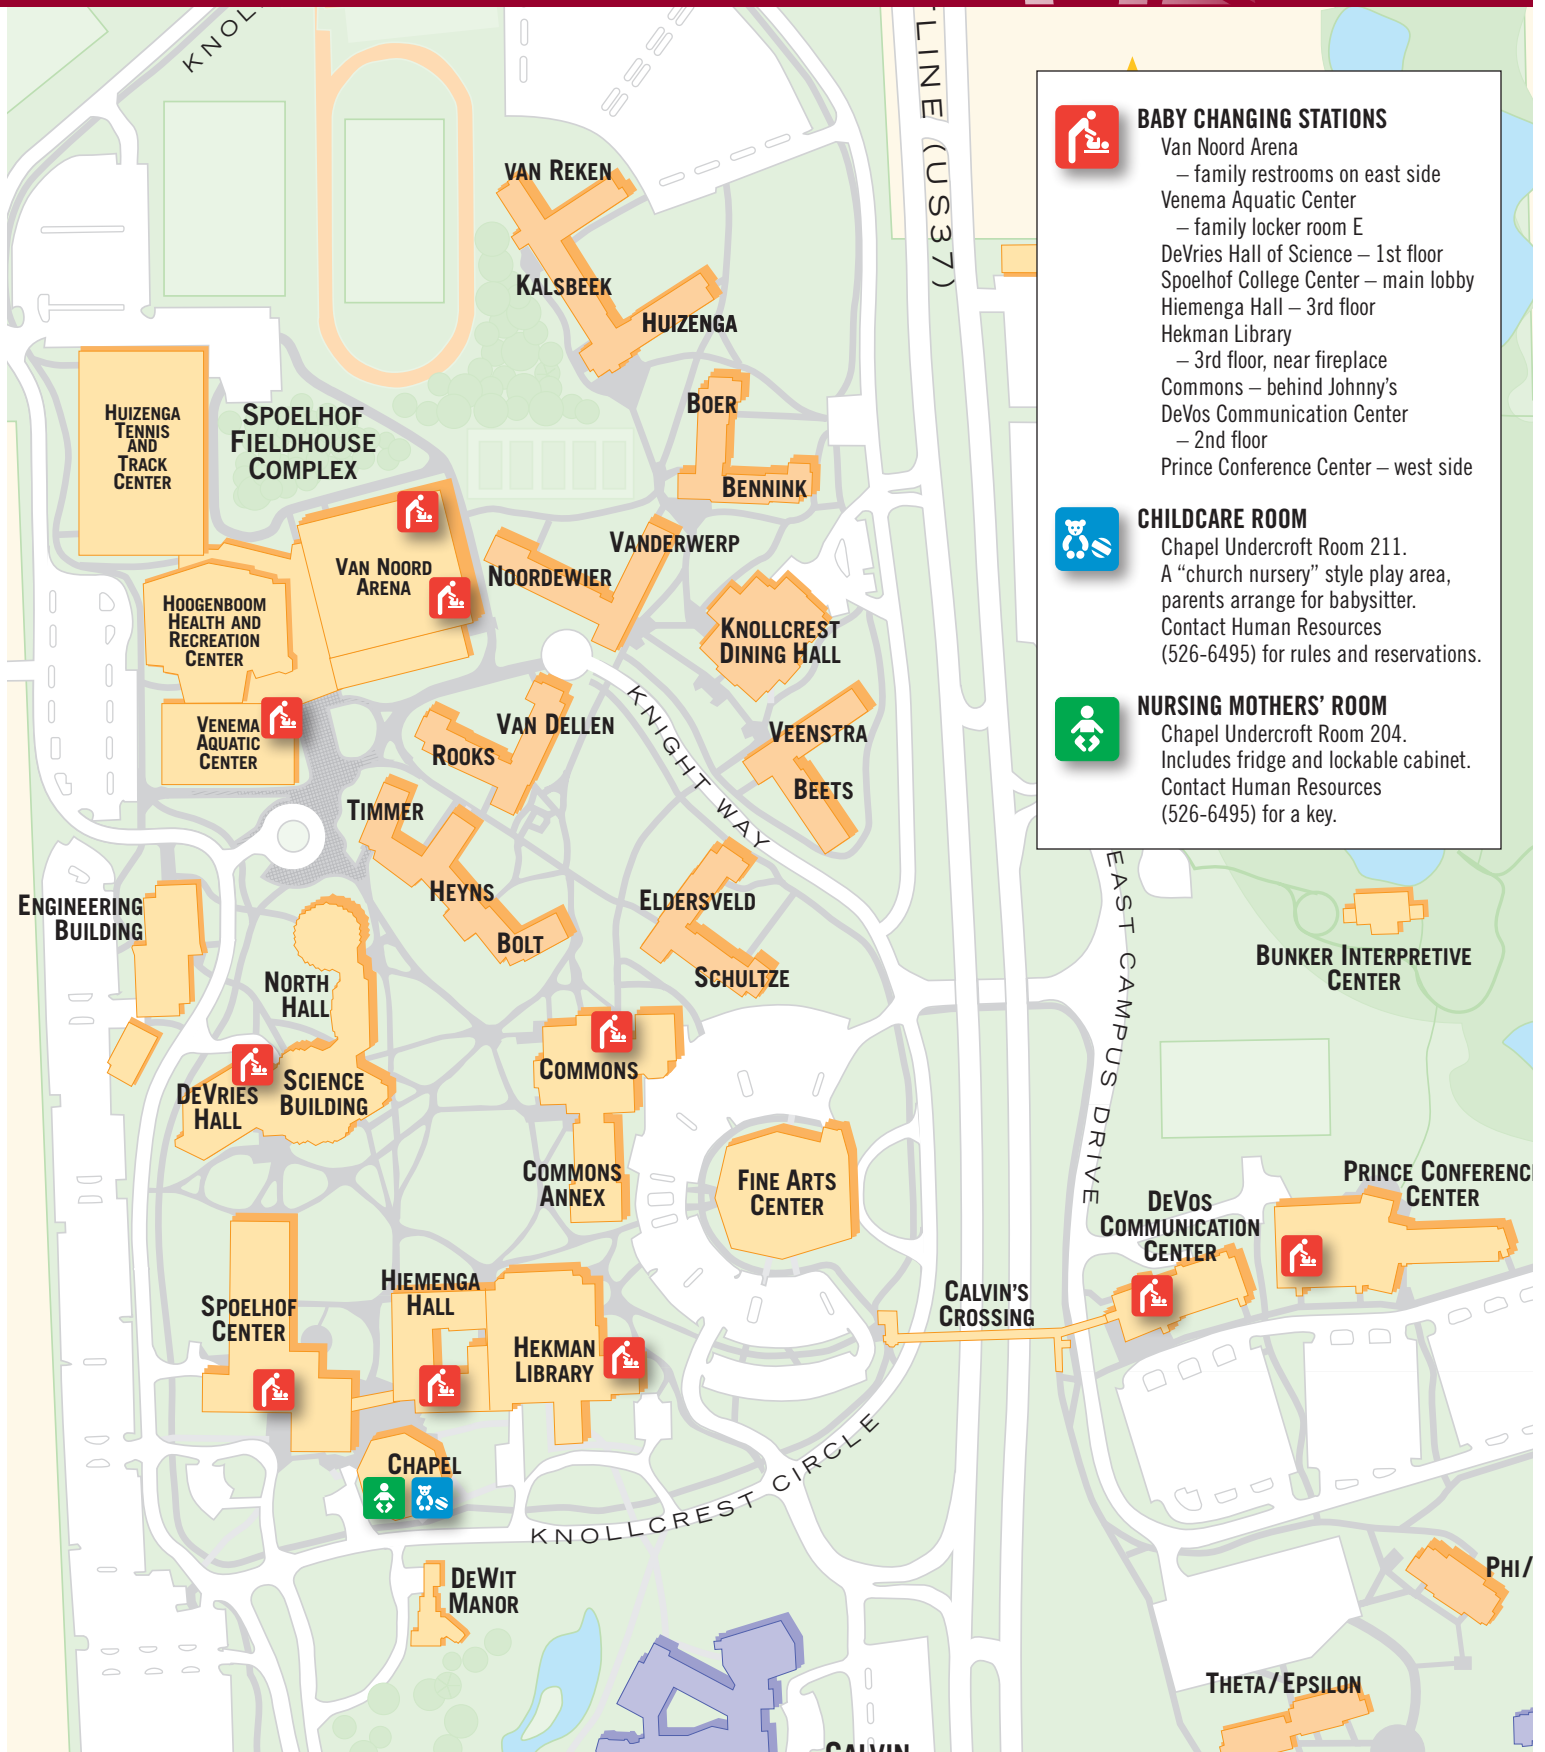 KNOL
LINE (US37)
BABY CHANGING STATIONS
Van Noord Arena
– family restrooms on east side
Venema Aquatic Center
– family locker room E
DeVries Hall of Science – 1st floor
Spoelhof College Center – main lobby
Hiemenga Hall – 3rd floor
Hekman Library
– 3rd floor, near fireplace
Commons – behind Johnny’s
DeVos Communication Center
– 2nd floor
Prince Conference Center – west side
CHILDCARE ROOM
Chapel Undercroft Room 211.
A “church nursery” style play area,
parents arrange for babysitter.
Contact Human Resources
(526-6495) for rules and reservations.
NURSING MOTHERS’ ROOM
Chapel Undercroft Room 204.
Includes fridge and lockable cabinet.
Contact Human Resources
(526-6495) for a key.
VAN REKEN
KALSBEEK
HUIZENGA
BOER
BENNINK
HUIZENGA
TENNIS
AND
TRACK
CENTER
SPOELHOF
FIELDHOUSE
COMPLEX
VAN NOORD
ARENA
VANDERWERP
NOORDEWIER
HOOGENBOOM
HEALTH AND
RECREATION
CENTER
KNOLLCREST
DINING HALL
VENEMA
AQUATIC
CENTER
VAN DELLEN
ROOKS
KNIGHT WAY
VEENSTRA
BEETS
TIMMER
HEYNS
BOLT
ELDERSVELD
SCHULTZE
ENGINEERING
BUILDING
EAST CAMPUS DRIVE
BUNKER INTERPRETIVE
CENTER
NORTH
HALL
SCIENCE
BUILDING
DEVRIES
HALL
COMMONS
COMMONS
ANNEX
FINE ARTS
CENTER
PRINCE CONFERENC
CENTER
DEVOS
COMMUNICATION
CENTER
CALVIN’S
CROSSING
SPOELHOF
CENTER
HIEMENGA
HALL
HEKMAN
LIBRARY
CHAPEL
KNOLLCREST CIRCLE
DEWIT
MANOR
PHI/
THETA/EPSILON
CALVIN